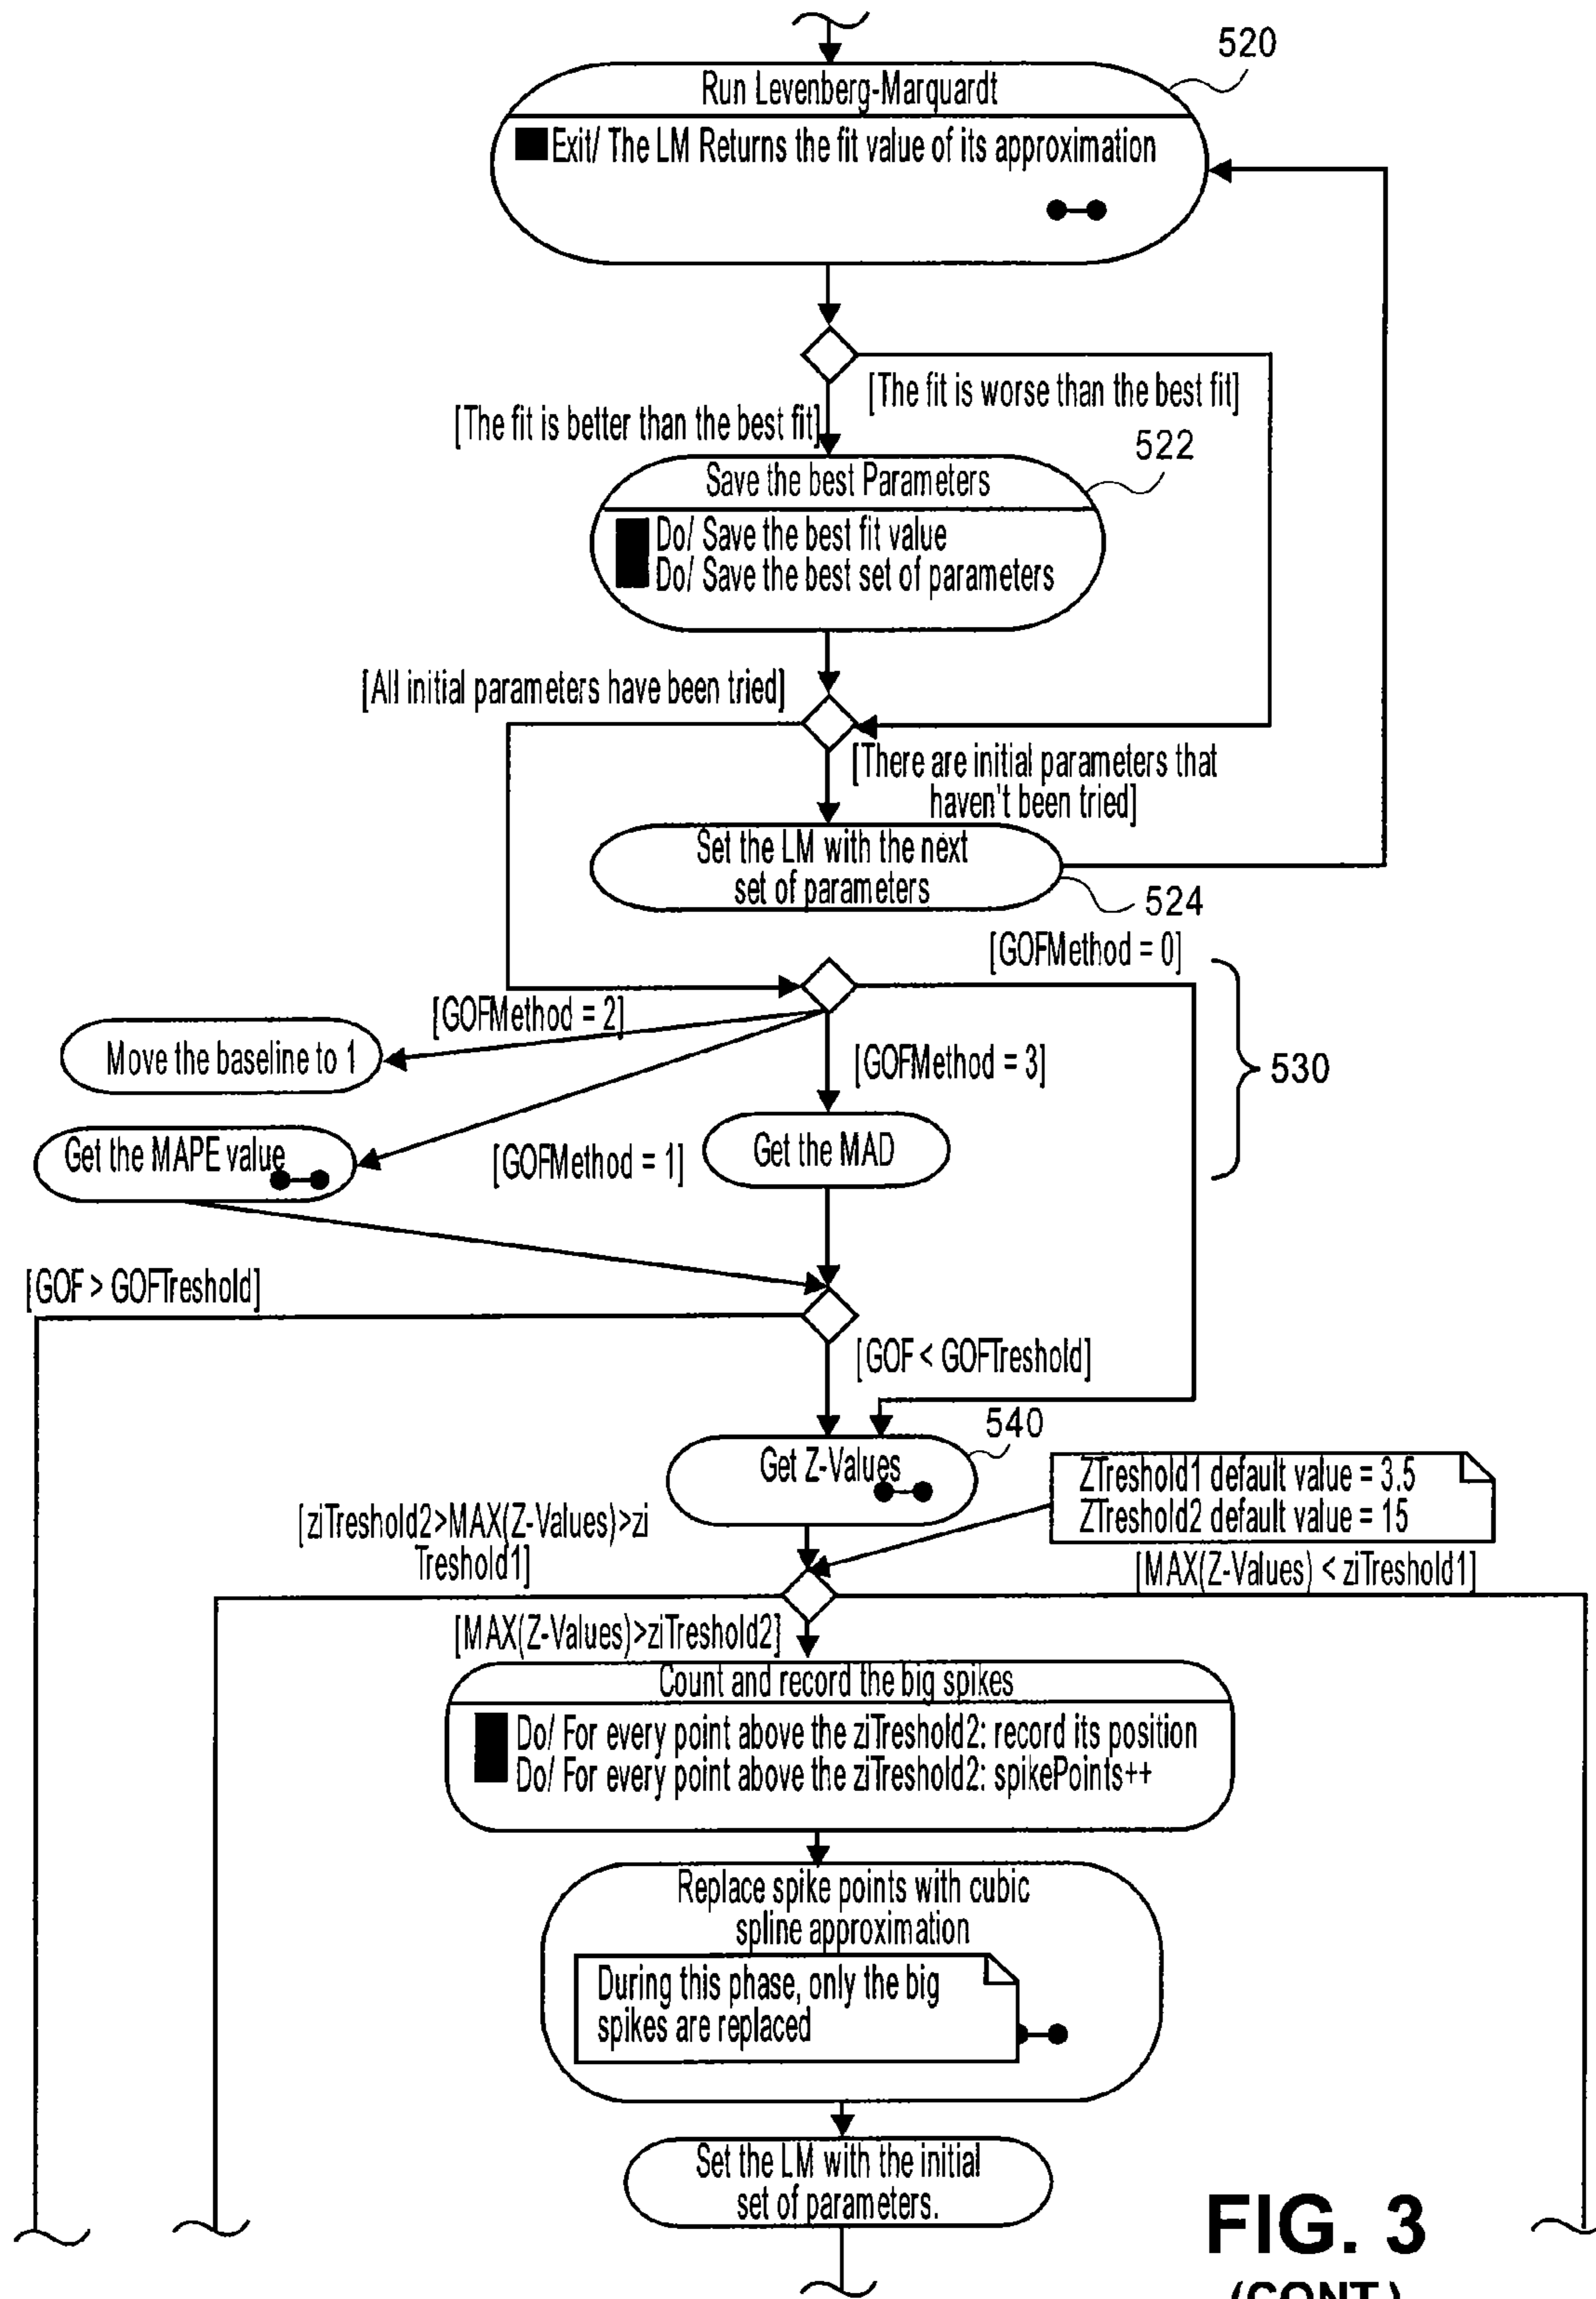 520
Run Levenberg-Marquardt
Exit/ The LM Returns the fit value of its approximation
[The fit is worse than the best fit]
[The fit is better than the best fit]
522
Save the best Parameters
Do/ Save the best fit value
Do/ Save the best set of parameters
[All initial parameters have been tried]
[There are initial parameters that
haven't been tried]
Set the LM with the next
set of parameters
524
[GOFMethod = 0]
[GOFMethod = 2]
Move the baseline to 1
[GOFMethod = 3]
530
Get the MAPE value
[GOFMethod = 1]
Get the MAD
[GOF > GOFTreshold]
[GOF < GOFTreshold]
540
Get Z-Values
ZTreshold1 default value = 3.5
ZTreshold2 default value = 15
[ziTreshold2>MAX(Z-Values)>zi
Treshold1]
[MAX(Z-Values) < ziTreshold1]
[MAX(Z-Values)>ziTreshold2]
Count and record the big spikes
Do/ For every point above the ziTreshold2: record its position
Do/ For every point above the ziTreshold2: spikePoints++
Replace spike points with cubic
spline approximation
During this phase, only the big
spikes are replaced
Set the LM with the initial
set of parameters.
FIG. 3
(CONT.)